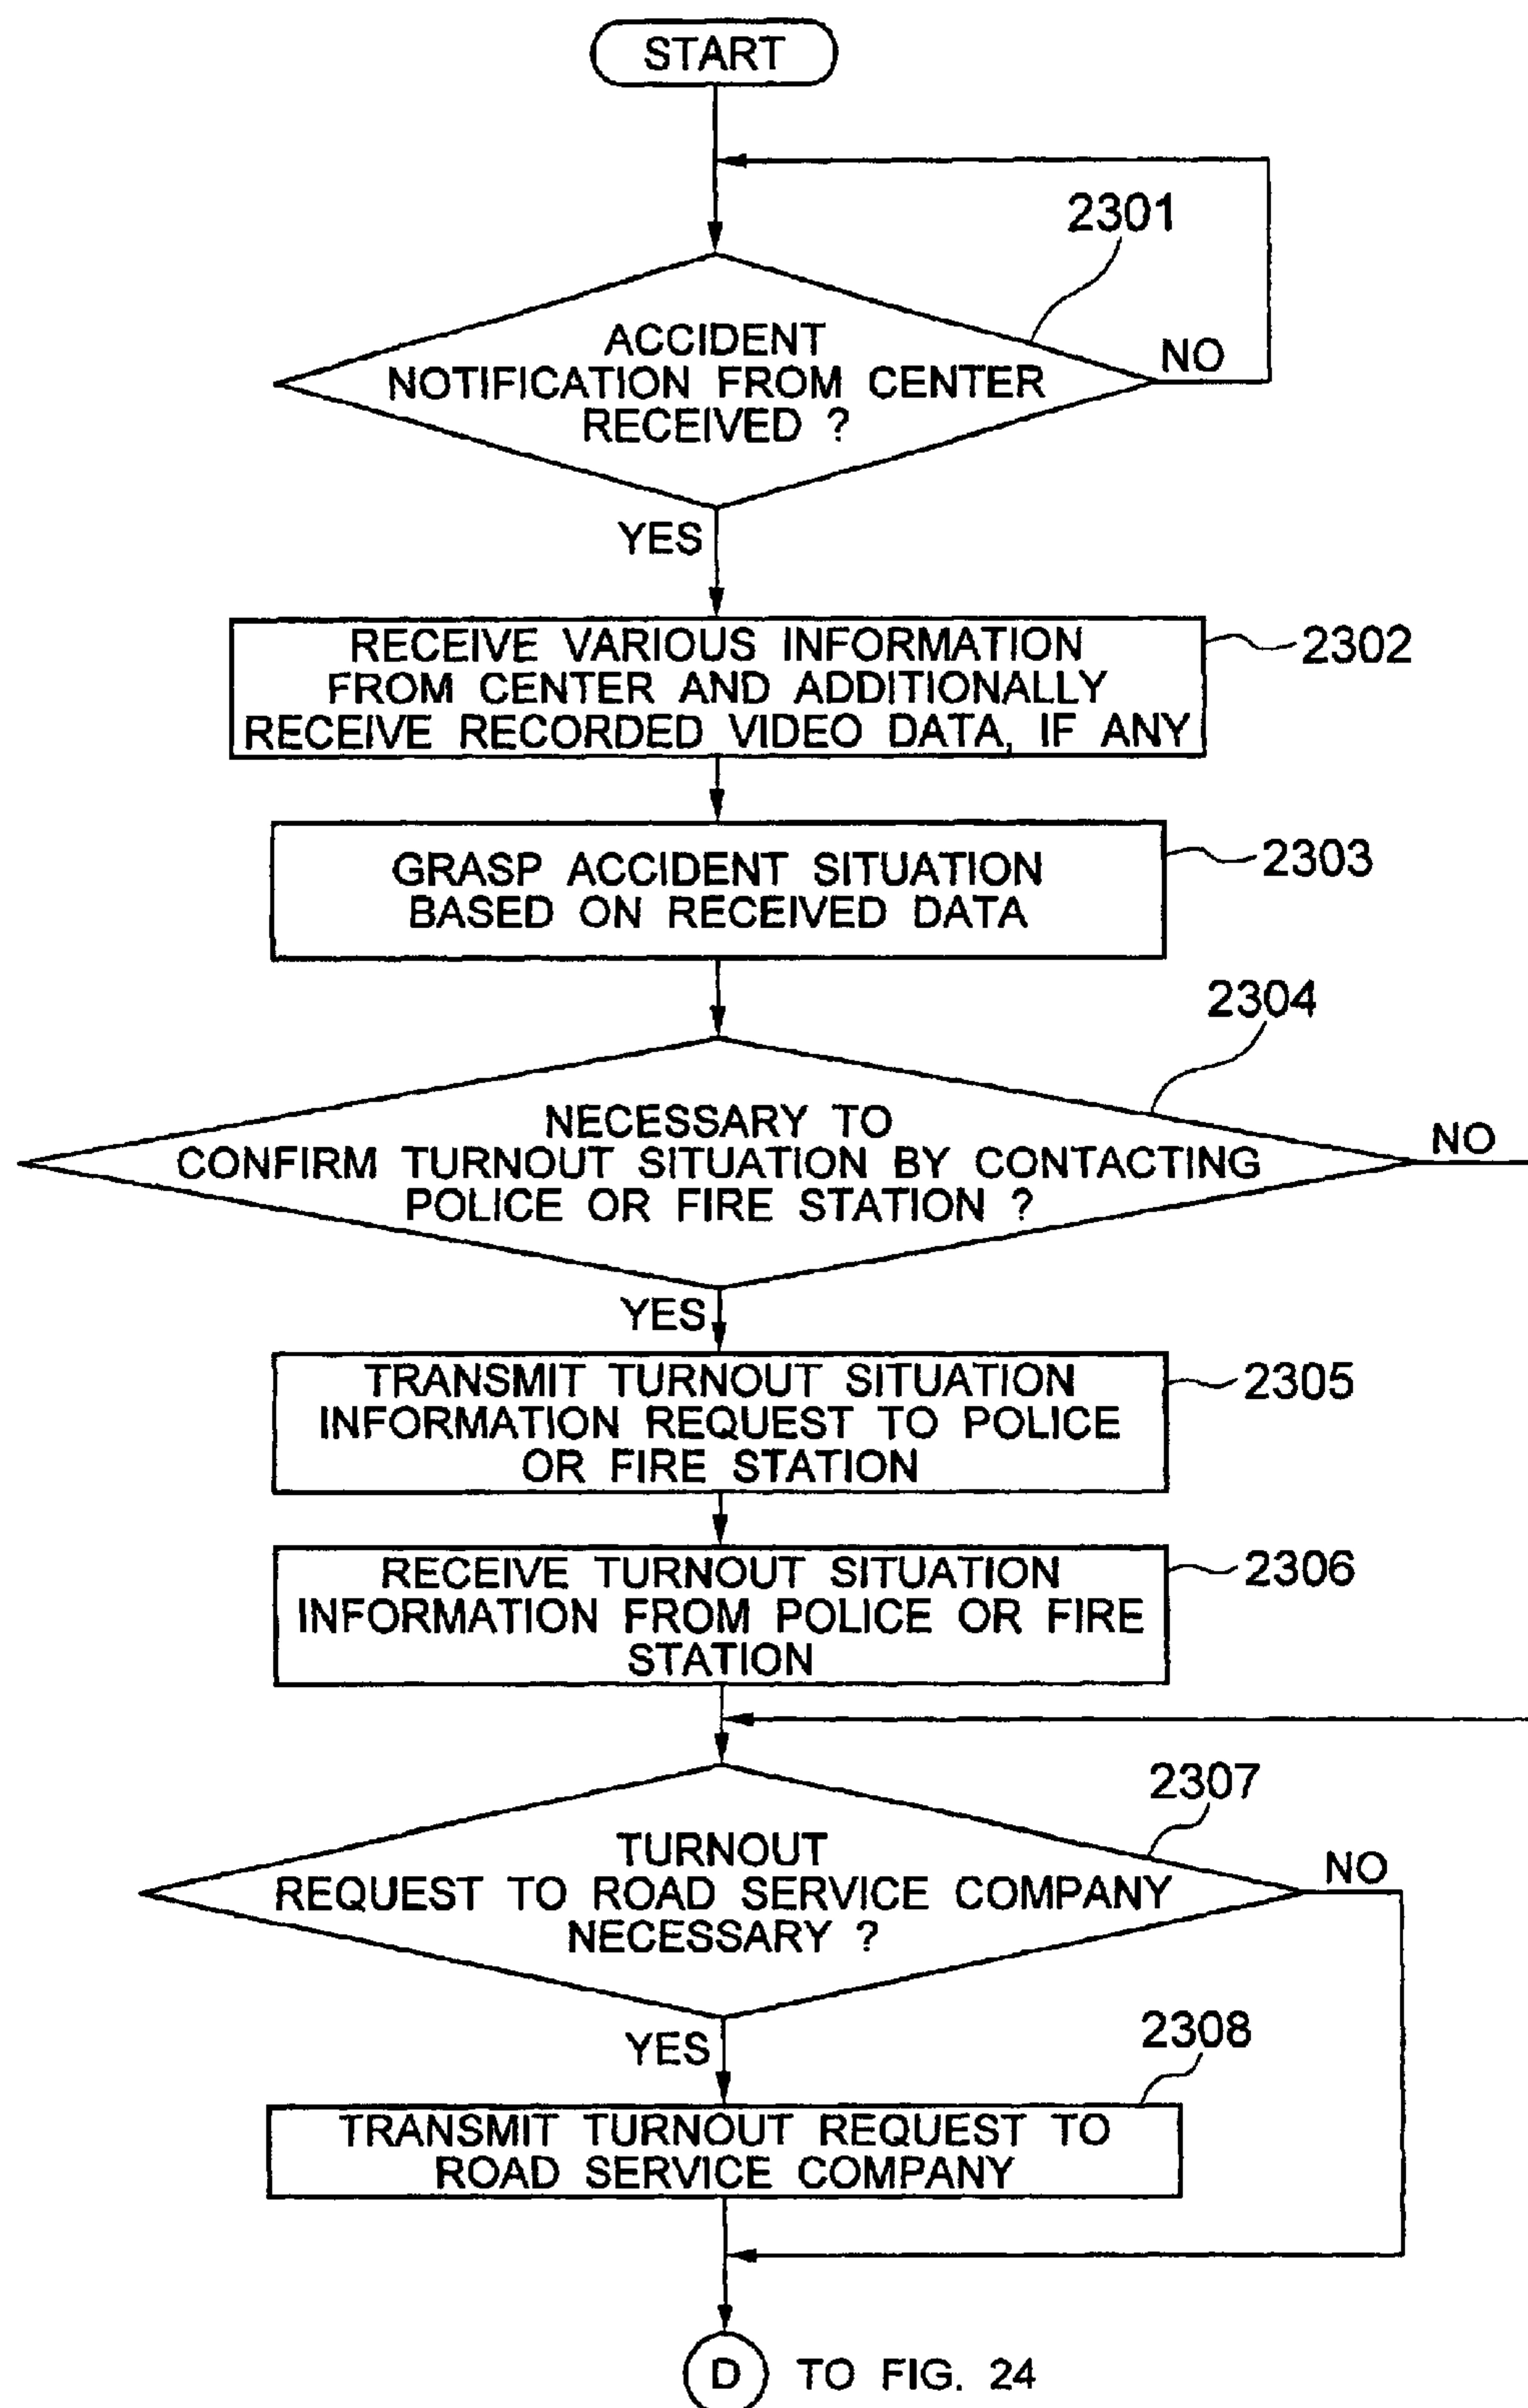 START
2301
ACCIDENT
NOTIFICATION FROM CENTER
RECEIVED ?
NO
YES
RECEIVE VARIOUS INFORMATION
FROM CENTER AND ADDITIONALLY
RECEIVE RECORDED VIDEO DATA, IF ANY
2302
GRASP ACCIDENT SITUATION
BASED ON RECEIVED DATA
2303
2304
NECESSARY TO
CONFIRM TURNOUT SITUATION BY CONTACTING
POLICE OR FIRE STATION ?
NO
YES
TRANSMIT TURNOUT SITUATION
INFORMATION REQUEST TO POLICE
OR FIRE STATION
2305
RECEIVE TURNOUT SITUATION
INFORMATION FROM POLICE OR FIRE
STATION
2306
2307
TURNOUT
REQUEST TO ROAD SERVICE COMPANY
NECESSARY ?
NO
YES
2308
TRANSMIT TURNOUT REQUEST TO
ROAD SERVICE COMPANY
D TO FIG. 24